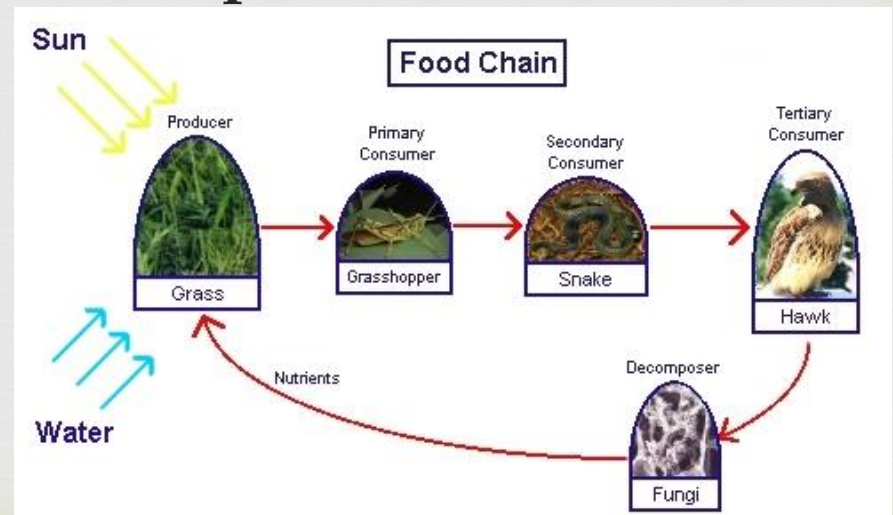 Sun
Food Chain
Producer
Primary
Consumer
Secondary
Consumer
Tertiary
Consumer
Grass
Grasshopper
Snake
Hawk
Nutrients
Decomposer
Water
Fungi